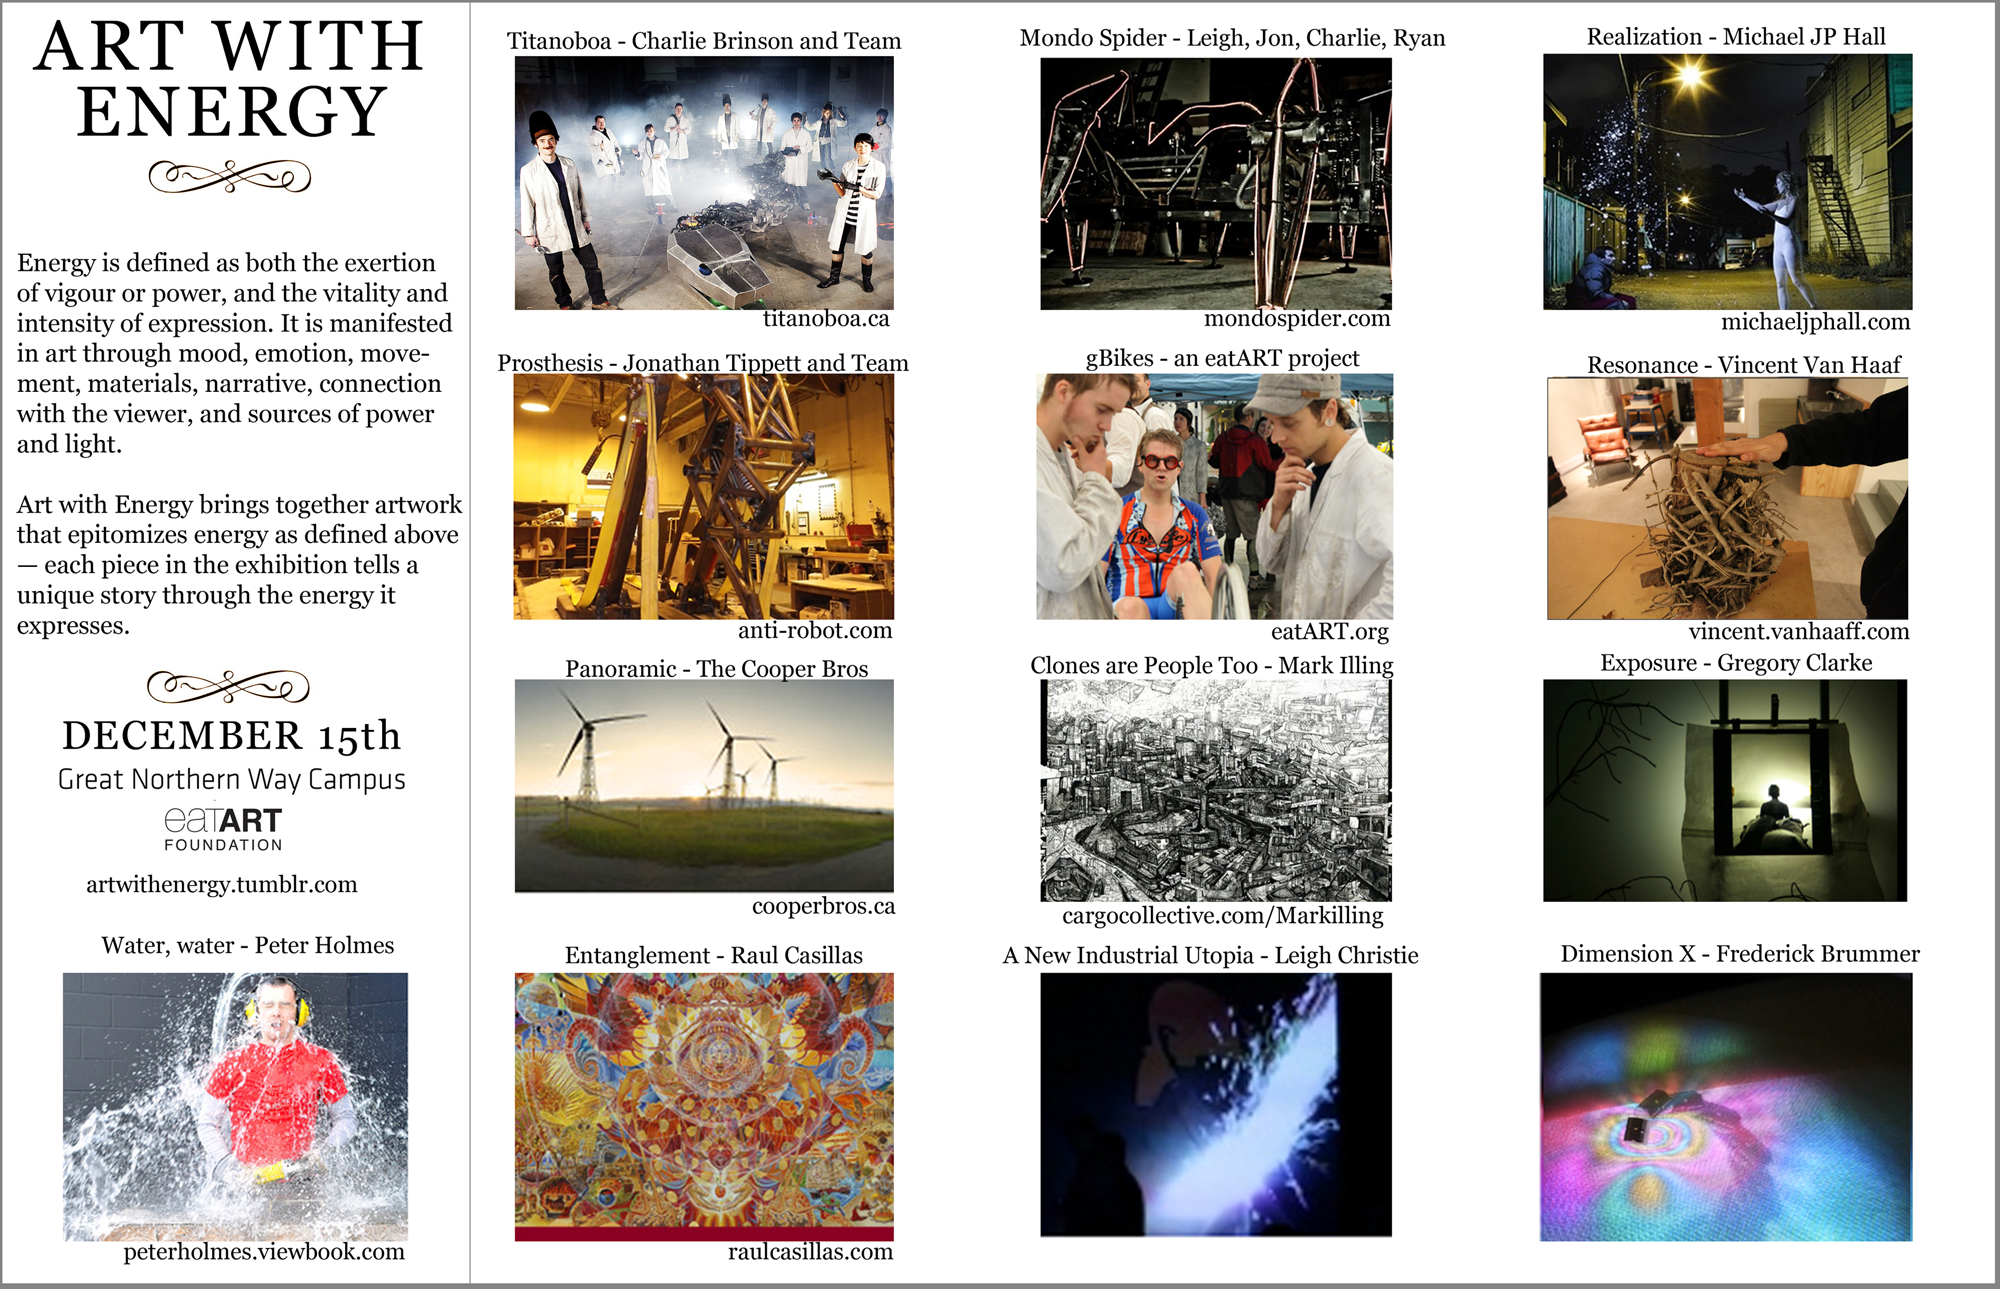 ART WITH
ENERGY
Energy is defined as both the exertion
of vigour or power, and the vitality and
intensity of expression. It is manifested
in art through mood, emotion, move-
ment, materials, narrative, connection
with the viewer, and sources of power
and light.
Art with Energy brings together artwork
that epitomizes energy as defined above
— each piece in the exhibition tells a
unique story through the energy it
expresses.
DECEMBER 15th
Great Northern Way Campus
eatART
FOUNDATION
artwithenergy.tumblr.com
Water, water - Peter Holmes
peterholmes.viewbook.com
Titanoboa - Charlie Brinson and Team
titanoboa.ca
Mondo Spider - Leigh, Jon, Charlie, Ryan
mondospider.com
Realization - Michael JP Hall
michaeljphall.com
Prosthesis - Jonathan Tippett and Team
anti-robot.com
gBikes - an eatART project
eatART.org
Resonance - Vincent Van Haaf
vincent.vanhaaff.com
Panoramic - The Cooper Bros
cooperbros.ca
Clones are People Too - Mark Illing
cargocollective.com/Markilling
Exposure - Gregory Clarke
Entanglement - Raul Casillas
raulcasillas.com
A New Industrial Utopia - Leigh Christie
Dimension X - Frederick Brummer